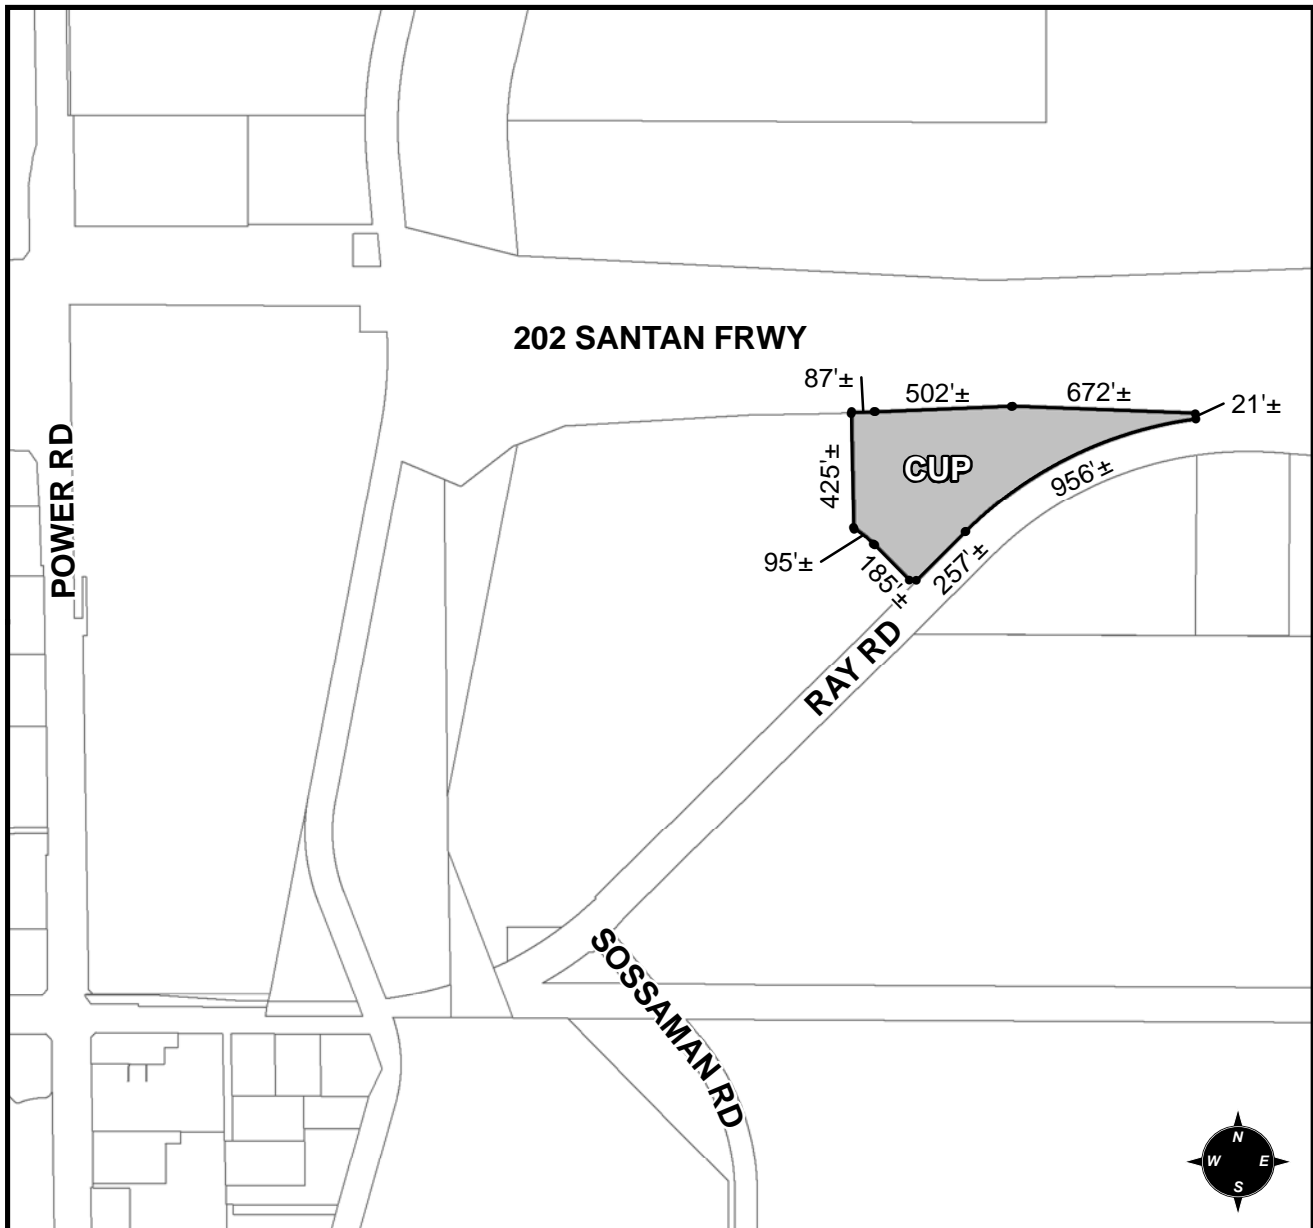 202 SANTAN FRWY
87'±
502'±
672'±
21'±
POWER RD
425'±
CUP
956'±
95'±
185'±
257'±
RAY RD
SOSSAMAN RD
N
W E
S